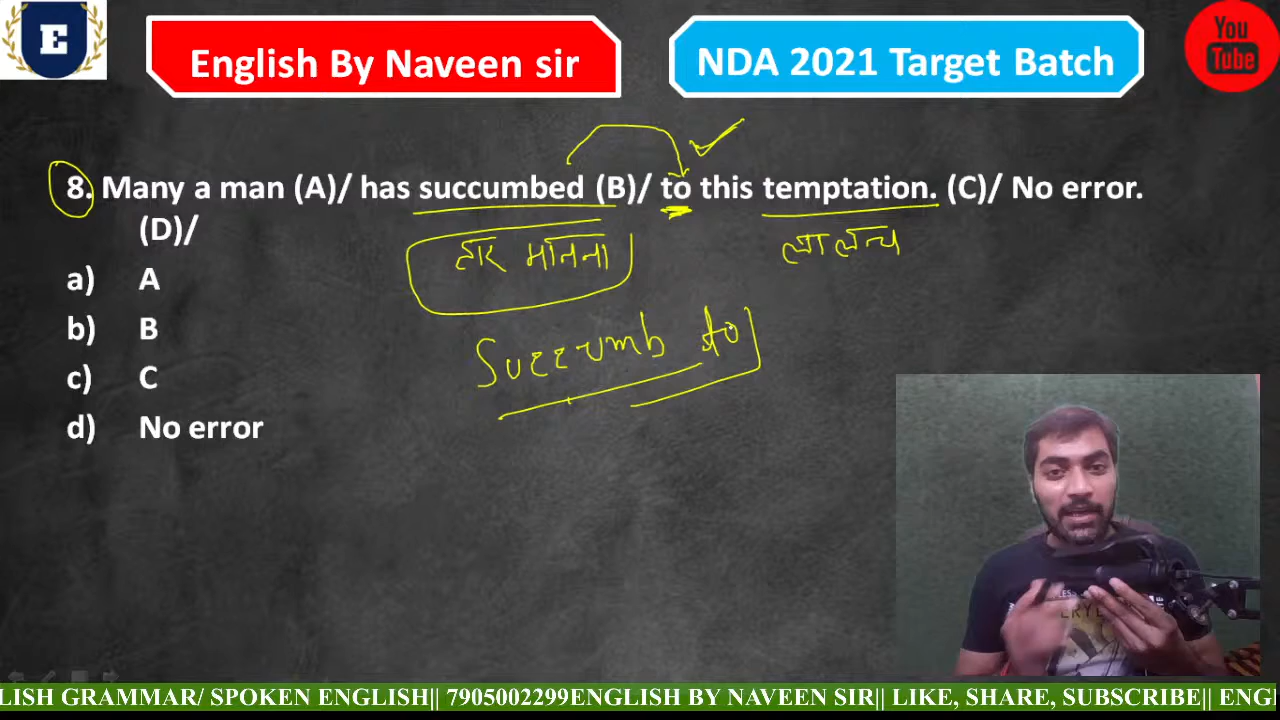 E
English By Naveen sir
NDA 2021 Target Batch
You
Tube
8. Many a man (A)/ has succumbed (B)/ to this temptation. (C)/ No error.
(D)/
हार मानना
लालच
a) A
b) B
Succumb to
c) C
d) No error
LISH GRAMMAR/ SPOKEN ENGLISH|| 7905002299ENGLISH BY NAVEEN SIR|| LIKE, SHARE, SUBSCRIBE|| ENG